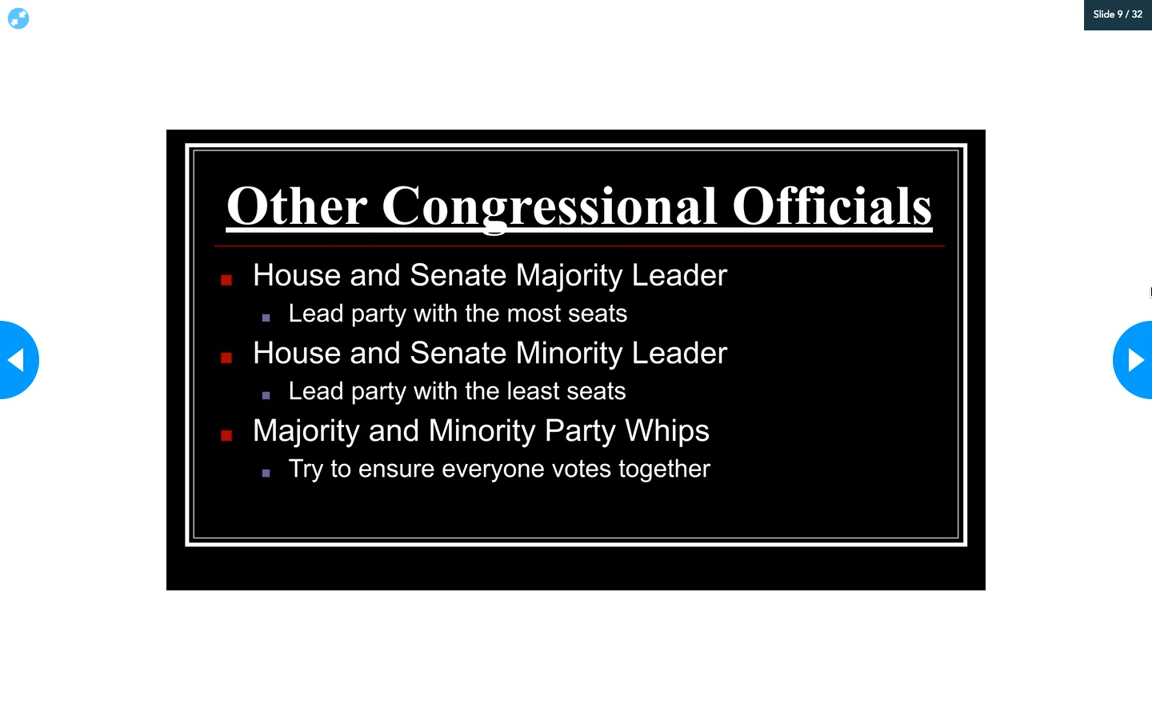 Slide 9 / 32
Other Congressional Officials
House and Senate Majority Leader
Lead party with the most seats
House and Senate Minority Leader
Lead party with the least seats
Majority and Minority Party Whips
Try to ensure everyone votes together